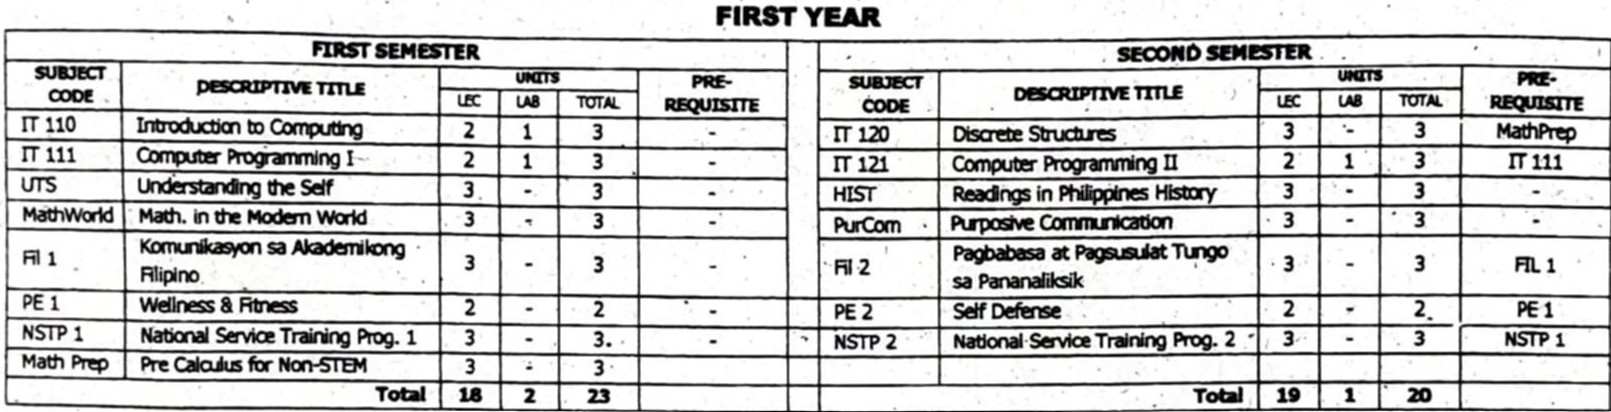 FIRST YEAR
FIRST SEMESTER
SUBJECT CODE DESCRIPTIVE TITLE UNITS PRE-REQUISITE
LEC LAB TOTAL
IT 110 Introduction to Computing 2 1 3 -
IT 111 Computer Programming I 2 1 3 -
UTS Understanding the Self 3 - 3 -
MathWorld Math. in the Modern World 3 - 3 -
Fil 1 Komunikasyon sa Akademikong
Filipino 3 - 3 -
PE 1 Wellness & Fitness 2 - 2 -
NSTP 1 National Service Training Prog. 1 3 - 3. -
Math Prep Pre Calculus for Non-STEM 3 - 3
Total 18 2 23
SECOND SEMESTER
SUBJECT CODE DESCRIPTIVE TITLE UNITS PRE-REQUISITE
LEC LAB TOTAL
IT 120 Discrete Structures 3 - 3 MathPrep
IT 121 Computer Programming II 2 1 3 IT 111
HIST Readings in Philippines History 3 - 3 -
PurCom Purposive Communication 3 - 3 -
Fil 2 Pagbabasa at Pagsusulat Tungo
sa Pananaliksik 3 - 3 FIL 1
PE 2 Self Defense 2 - 2 PE 1
NSTP 2 National Service Training Prog. 2 3 - 3 NSTP 1
Total 19 1 20